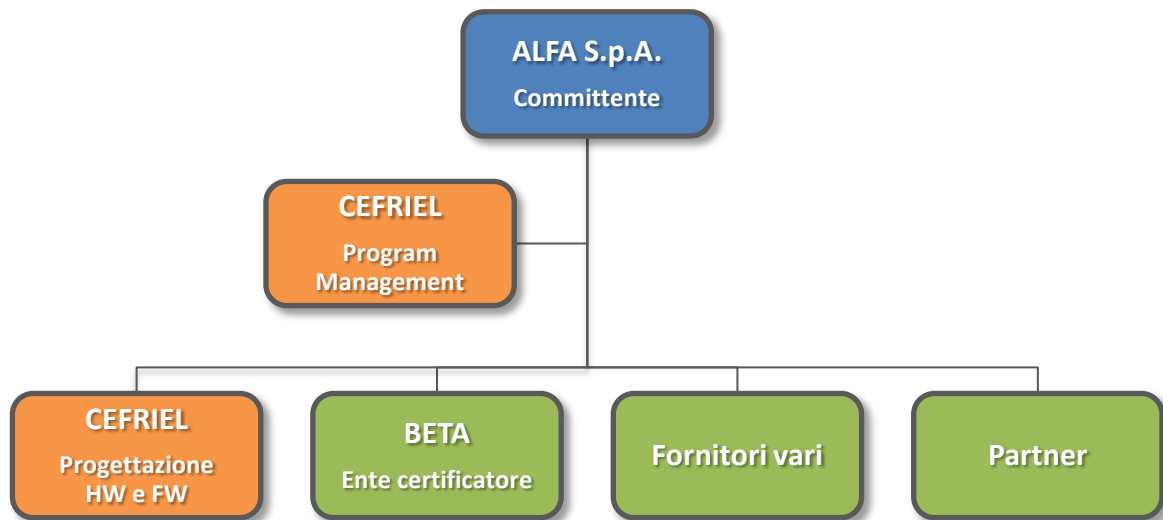 ALFA S.p.A.
Committente
CEFRIEL
Program
Management
CEFRIEL
Progettazione
HW e FW
BETA
Ente certificatore
Fornitori vari
Partner